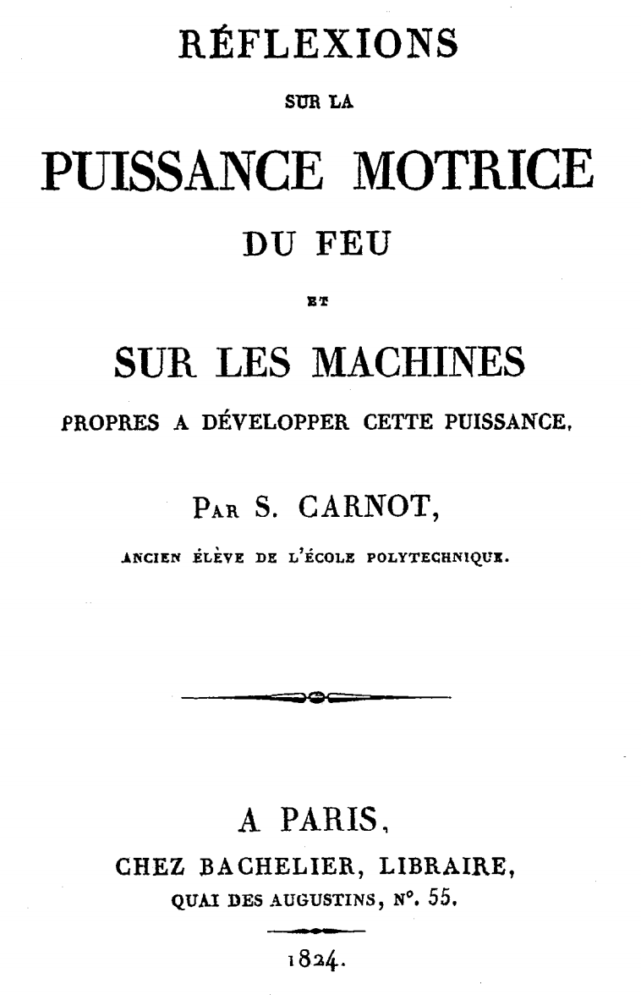 RÉFLEXIONS
SUR LA
PUISSANCE MOTRICE
DU FEU
ET
SUR LES MACHINES
PROPRES A DÉVELOPPER CETTE PUISSANCE,
PAR S. CARNOT,
ANCIEN ÉLÈVE DE L'ÉCOLE POLYTECHNIQUE.
A PARIS,
CHEZ BACHELIER, LIBRAIRE,
QUAI DES AUGUSTINS, Nº. 55.
1824.